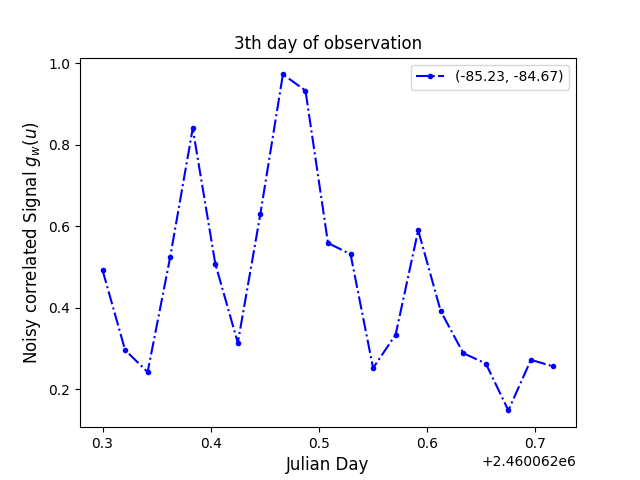 3th day of observation
(-85.23, -84.67)
Noisy correlated Signal g_w(u)
1.0
0.8
0.6
0.4
0.2
0.3 0.4 0.5 0.6 0.7
Julian Day
+2.460062e6